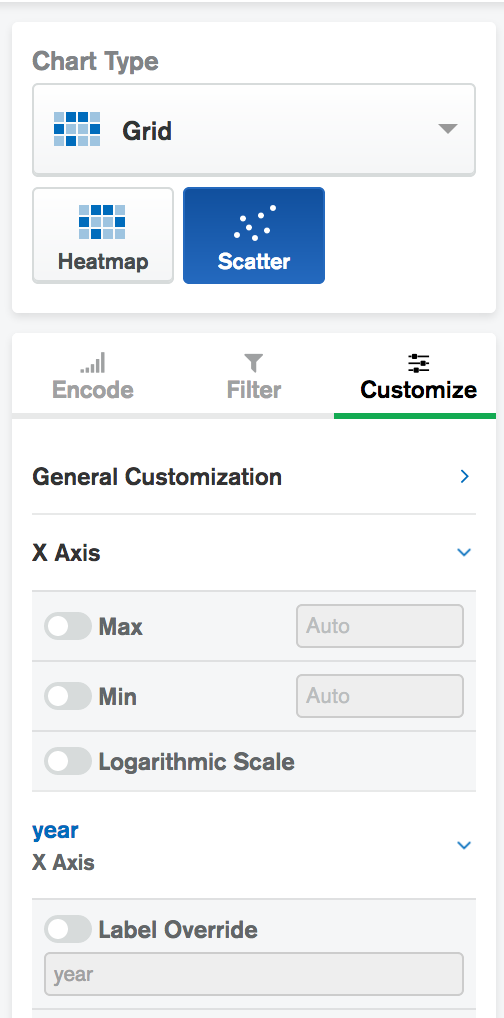 Chart Type
Grid
Heatmap
Scatter
Encode
Filter
Customize
General Customization
X Axis
Max
Auto
Min
Auto
Logarithmic Scale
year
X Axis
Label Override
year